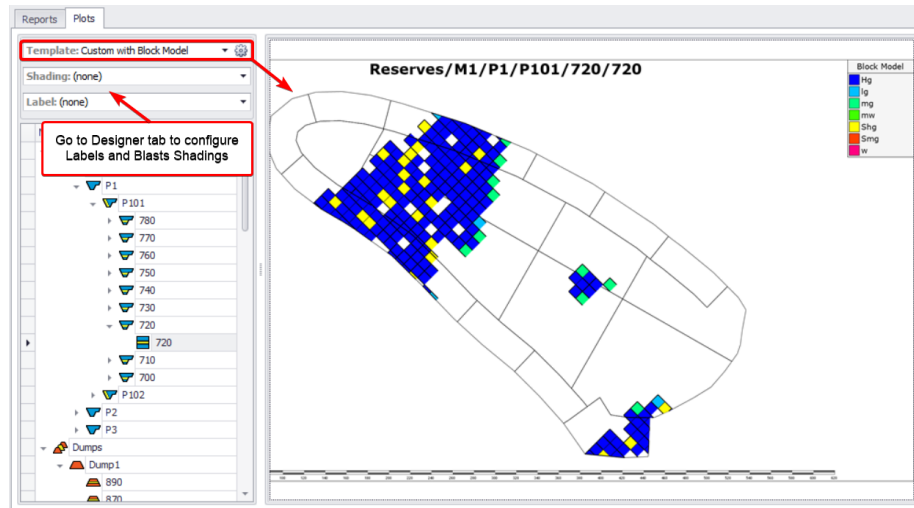 Reports Plots
Template: Custom with Block Model
Shading: (none)
Label: (none)
Go to Designer tab to configure
Labels and Blasts Shadings
P1
P101
780
770
760
750
740
730
720
720
710
700
P102
P2
P3
Dumps
Dump1
890
870
Reserves/M1/P1/P101/720/720
Block Model
Hg
lg
mg
mw
Shg
Smg
w